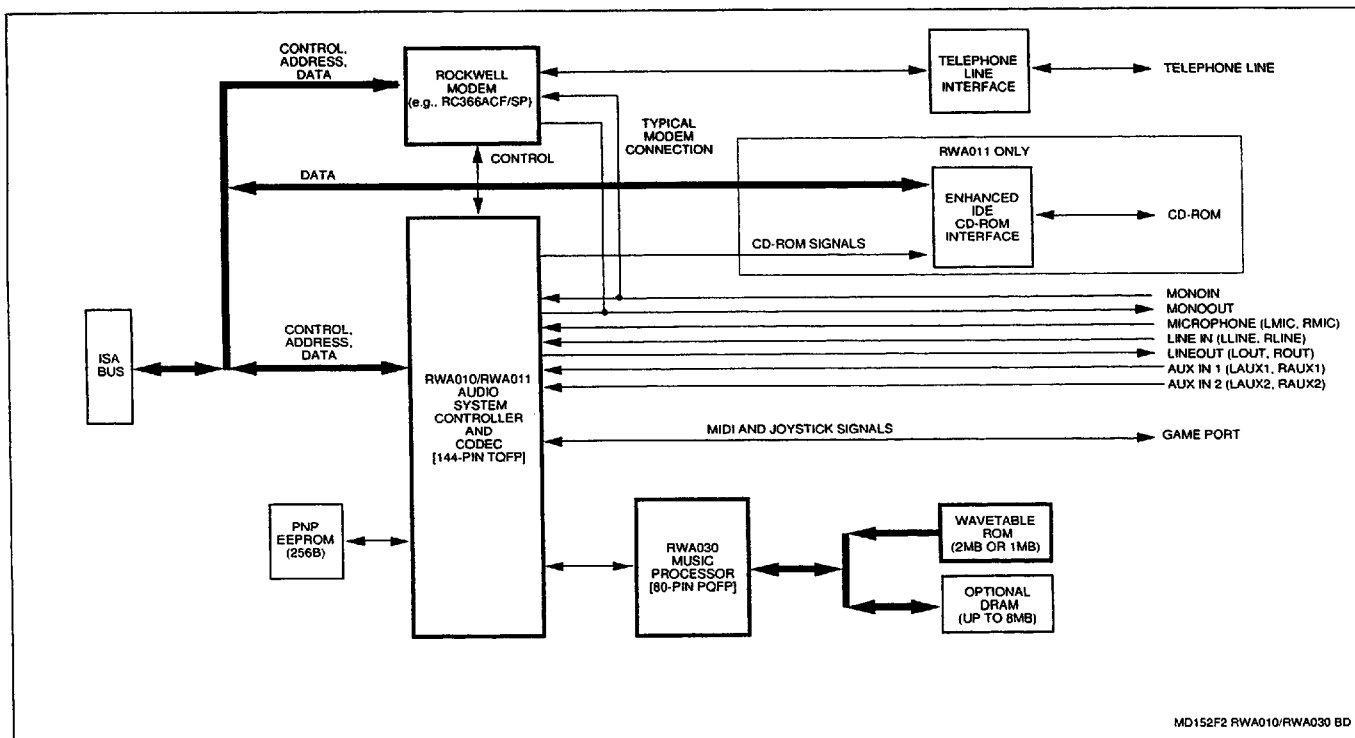 CONTROL,
ADDRESS,
DATA
ROCKWELL
MODEM
(e.g., RC366ACF/SP)
TELEPHONE
LINE
INTERFACE
TELEPHONE LINE
TYPICAL
MODEM
CONNECTION
CONTROL
RWA011 ONLY
DATA
ENHANCED
IDE
CD-ROM
INTERFACE
CD-ROM
CD-ROM SIGNALS
MONOIN
MONOOUT
MICROPHONE (LMIC, RMIC)
LINE IN (LLINE, RLINE)
LINEOUT (LOUT, ROUT)
AUX IN 1 (LAUX1, RAUX1)
AUX IN 2 (LAUX2, RAUX2)
ISA
BUS
CONTROL,
ADDRESS,
DATA
RWA010/RWA011
AUDIO
SYSTEM
CONTROLLER
AND
CODEC
[144-PIN TQFP]
MIDI AND JOYSTICK SIGNALS
GAME PORT
PNP
EEPROM
(256B)
RWA030
MUSIC
PROCESSOR
[80-PIN PQFP]
WAVETABLE
ROM
(2MB OR 1MB)
OPTIONAL
DRAM
(UP TO 8MB)
MD152F2 RWA010/RWA030 BD